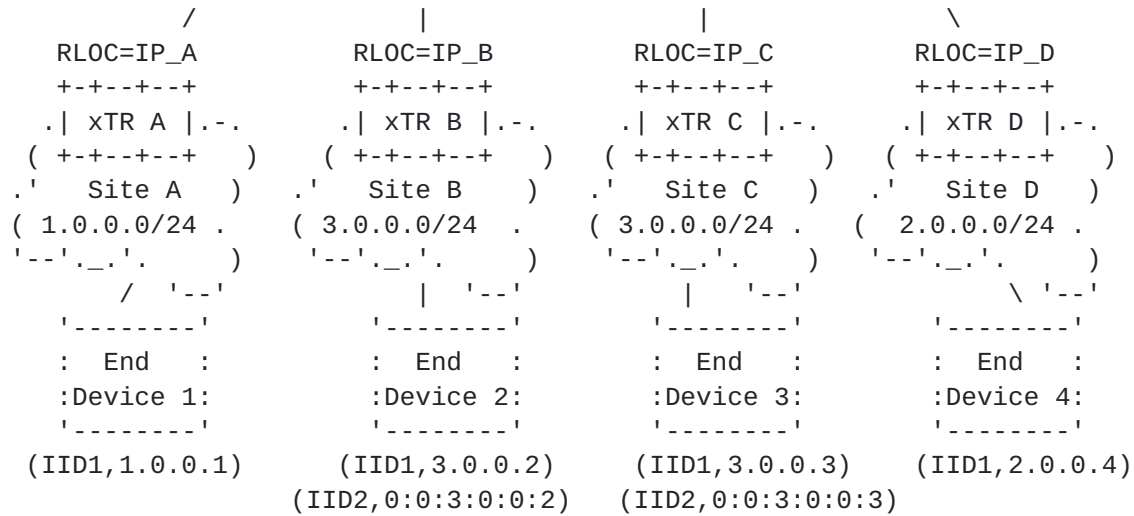 /               |                  |               \
    RLOC=IP_A          RLOC=IP_B         RLOC=IP_C         RLOC=IP_D
    +-+--+--+          +-+--+--+         +-+--+--+         +-+--+--+
   .| xTR A |.-.      .| xTR B |.-.     .| xTR C |.-.     .| xTR D |.-.
  ( +-+--+--+   )    ( +-+--+--+   )   ( +-+--+--+   )   ( +-+--+--+   )
 .'   Site A   )   .'   Site B    )   .'   Site C   )   .'   Site D   )
 ( 1.0.0.0/24 .    ( 3.0.0.0/24  .    ( 3.0.0.0/24 .   (  2.0.0.0/24 .
 '--'._.'.     )    '--'._.'.     )    '--'._.'.    )   '--'._.'.     )
        /  '--'            |  '--'          |   '--'            \ '--'
    '--------'          '--------'        '--------'        '--------'
    :  End   :          :  End   :        :  End   :        :  End   :
    :Device 1:          :Device 2:        :Device 3:        :Device 4:
    '--------'          '--------'        '--------'        '--------'
  (IID1,1.0.0.1)      (IID1,3.0.0.2)     (IID1,3.0.0.3)    (IID1,2.0.0.4)
                   (IID2,0:0:3:0:0:2)   (IID2,0:0:3:0:0:3)